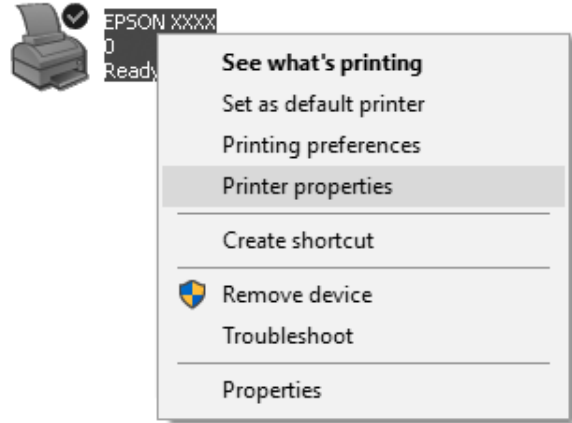 EPSON XXXX
0
Ready
See what's printing
Set as default printer
Printing preferences
Printer properties
Create shortcut
Remove device
Troubleshoot
Properties